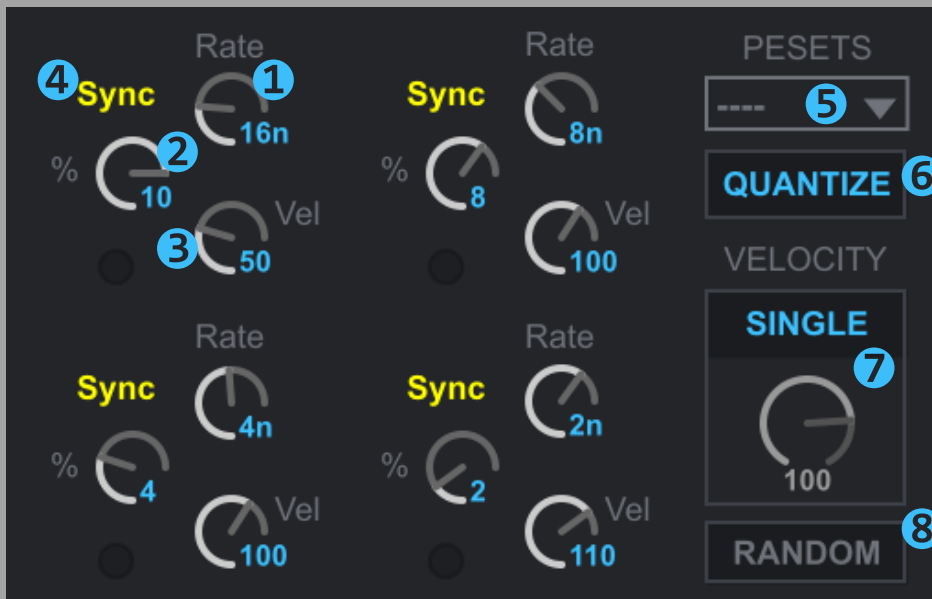 Rate
1
4
Sync
16n
%
2
10
Vel
3
50
Rate
Sync
8n
%
8
Vel
100
PESETS
----
5
QUANTIZE
6
VELOCITY
SINGLE
7
100
RANDOM
8
Rate
Sync
4n
%
4
Vel
100
Rate
Sync
2n
%
2
Vel
110